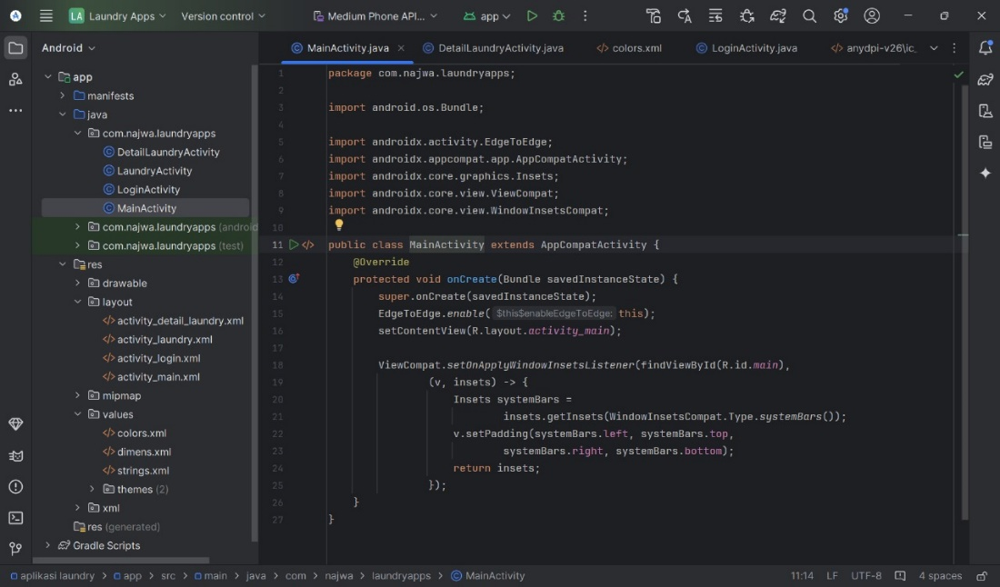 LA Laundry Apps Version control Medium Phone API... app
Android
MainActivity.java DetailLaundryActivity.java colors.xml LoginActivity.java anydpi-v26\ic_
app
manifests
java
com.najwa.laundryapps
DetailLaundryActivity
LaundryActivity
LoginActivity
MainActivity
com.najwa.laundryapps (android
com.najwa.laundryapps (test)
res
drawable
layout
activity_detail_laundry.xml
activity_laundry.xml
activity_login.xml
activity_main.xml
mipmap
values
colors.xml
dimens.xml
strings.xml
themes (2)
xml
res (generated)
Gradle Scripts
1 package com.najwa.laundryapps;
2
3 import android.os.Bundle;
4
5 import androidx.activity.EdgeToEdge;
6 import androidx.appcompat.app.AppCompatActivity;
7 import androidx.core.graphics.Insets;
8 import androidx.core.view.ViewCompat;
9 import androidx.core.view.WindowInsetsCompat;
10
11 public class MainActivity extends AppCompatActivity {
12 @Override
13 protected void onCreate(Bundle savedInstanceState) {
14 super.onCreate(savedInstanceState);
15 EdgeToEdge.enable( $this$enableEdgeToEdge: this);
16 setContentView(R.layout.activity_main);
17
18 ViewCompat.setOnApplyWindowInsetsListener(findViewById(R.id.main),
19 (v, insets) -> {
20 Insets systemBars =
21 insets.getInsets(WindowInsetsCompat.Type.systemBars());
22 v.setPadding(systemBars.left, systemBars.top,
23 systemBars.right, systemBars.bottom);
24 return insets;
25 });
26 }
27 }
aplikasi laundry > app > src > main > java > com > najwa > laundryapps > MainActivity 11:14 LF UTF-8 4 spaces